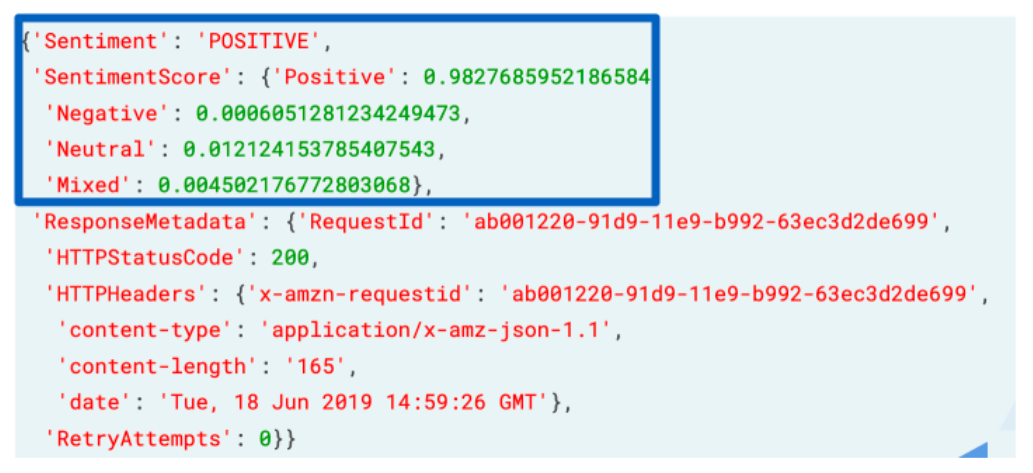 {'Sentiment': 'POSITIVE',
'SentimentScore': {'Positive': 0.9827685952186584
'Negative': 0.0006051281234249473,
'Neutral': 0.012124153785407543,
'Mixed': 0.004502176772803068},
'ResponseMetadata': {'RequestId': 'ab001220-91d9-11e9-b992-63ec3d2de699',
'HTTPStatusCode': 200,
'HTTPHeaders': {'x-amzn-requestid': 'ab001220-91d9-11e9-b992-63ec3d2de699',
'content-type': 'application/x-amz-json-1.1',
'content-length': '165',
'date': 'Tue, 18 Jun 2019 14:59:26 GMT'},
'RetryAttempts': 0}}